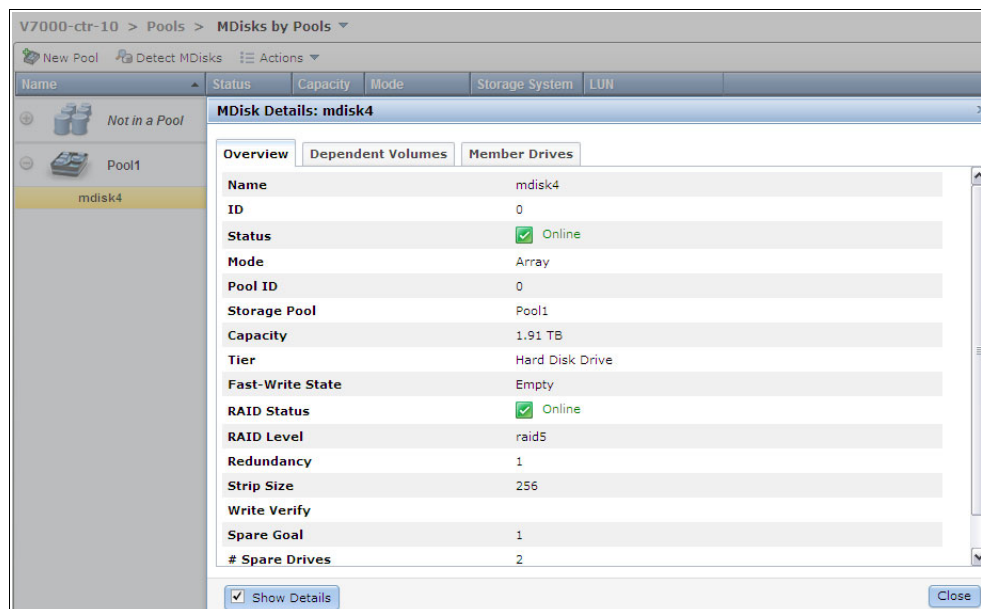 V7000-ctr-10 > Pools > MDisks by Pools
New Pool Detect MDisks Actions
Name Status Capacity Mode Storage System LUN
Not in a Pool
Pool1
mdisk4
MDisk Details: mdisk4
Overview Dependent Volumes Member Drives
Name mdisk4
ID 0
Status Online
Mode Array
Pool ID 0
Storage Pool Pool1
Capacity 1.91 TB
Tier Hard Disk Drive
Fast-Write State Empty
RAID Status Online
RAID Level raid5
Redundancy 1
Strip Size 256
Write Verify
Spare Goal 1
# Spare Drives 2
Show Details Close